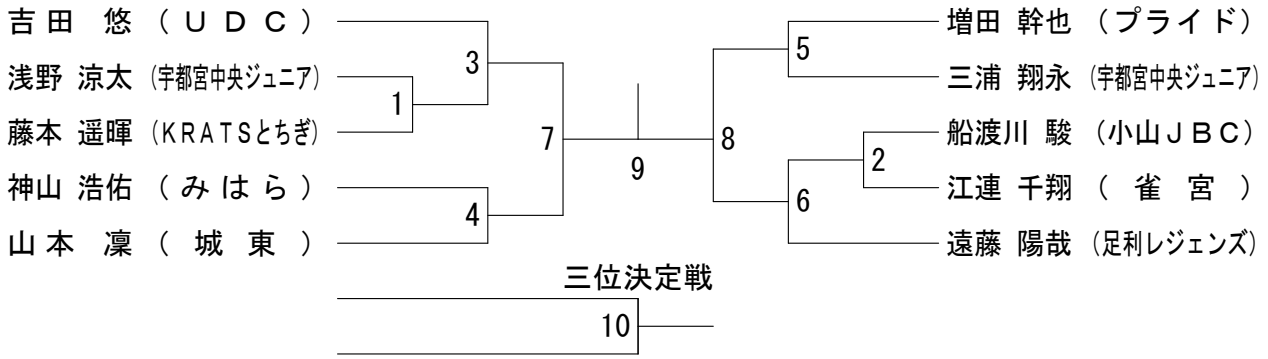 吉田 悠 (UDC)
浅野 涼太 (宇都宮中央ジュニア)
藤本 遥暉 (KRATSとちぎ)
神山 浩佑 (みはら)
山本 凜 (城東)
1
3
4
7
9
8
5
2
6
増田 幹也 (プライド)
三浦 翔永 (宇都宮中央ジュニア)
船渡川 駿 (小山JBC)
江連 千翔 (雀宮)
遠藤 陽哉 (足利レジェンズ)
三位決定戦
10